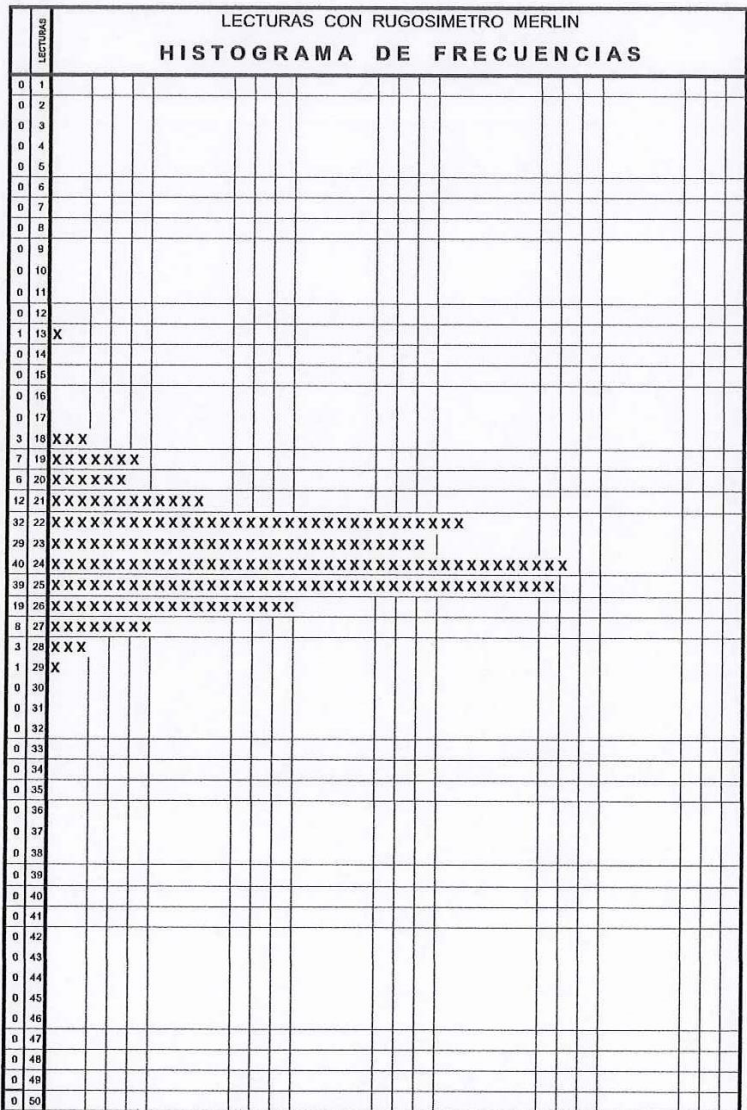 LECTURAS CON RUGOSIMETRO MERLIN
HISTOGRAMA DE FRECUENCIAS
LECTURAS
0 1
0 2
0 3
0 4
0 5
0 6
0 7
0 8
0 9
0 10
0 11
0 12
1 13 X
0 14
0 15
0 16
0 17
3 18 XXX
7 19 XXXXXXX
6 20 XXXXXX
12 21 XXXXXXXXXXXX
32 22 XXXXXXXXXXXXXXXXXXXXXXXXXXXXXXXX
29 23 XXXXXXXXXXXXXXXXXXXXXXXXXXXXX
40 24 XXXXXXXXXXXXXXXXXXXXXXXXXXXXXXXXXXXXXXXX
39 25 XXXXXXXXXXXXXXXXXXXXXXXXXXXXXXXXXXXXXXX
19 26 XXXXXXXXXXXXXXXXXXX
8 27 XXXXXXXX
3 28 XXX
1 29 X
0 30
0 31
0 32
0 33
0 34
0 35
0 36
0 37
0 38
0 39
0 40
0 41
0 42
0 43
0 44
0 45
0 46
0 47
0 48
0 49
0 50